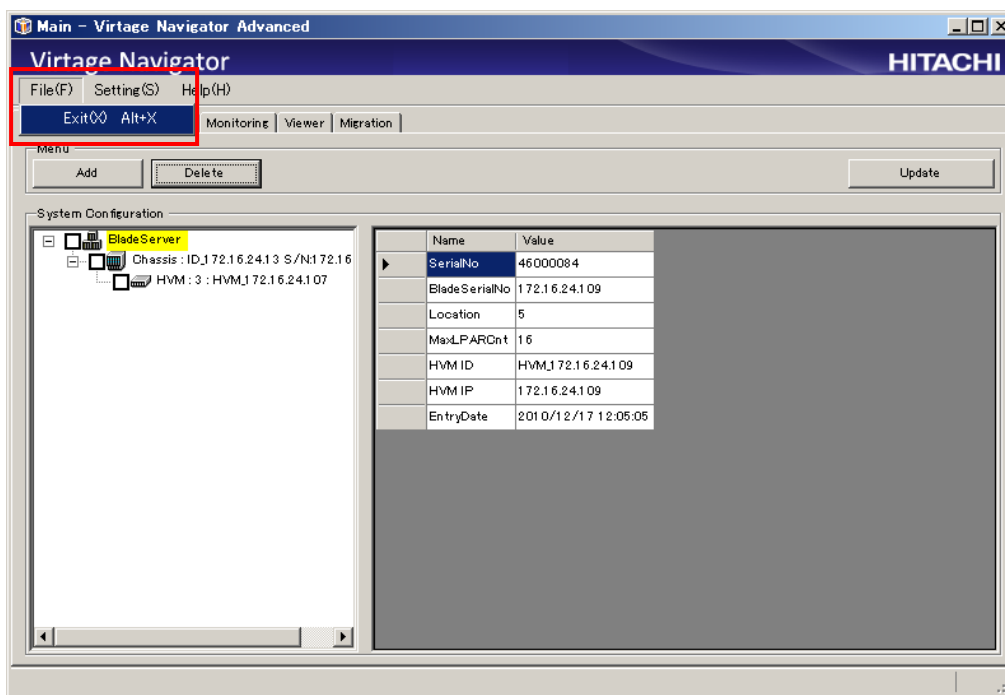 Main - Virtage Navigator Advanced
Virtage Navigator
HITACHI
File(F) Setting(S) Help(H)
Exit(X) Alt+X
Monitoring Viewer Migration
Menu
Add Delete Update
System Configuration
BladeServer
Chassis : ID_172.16.24.13 S/N:172.16
HVM : 3 : HVM_172.16.24.107
Name Value
SerialNo 46000084
BladeSerialNo 172.16.24.109
Location 5
MaxLPARCnt 16
HVM ID HVM_172.16.24.109
HVM IP 172.16.24.109
EntryDate 2010/12/17 12:05:05